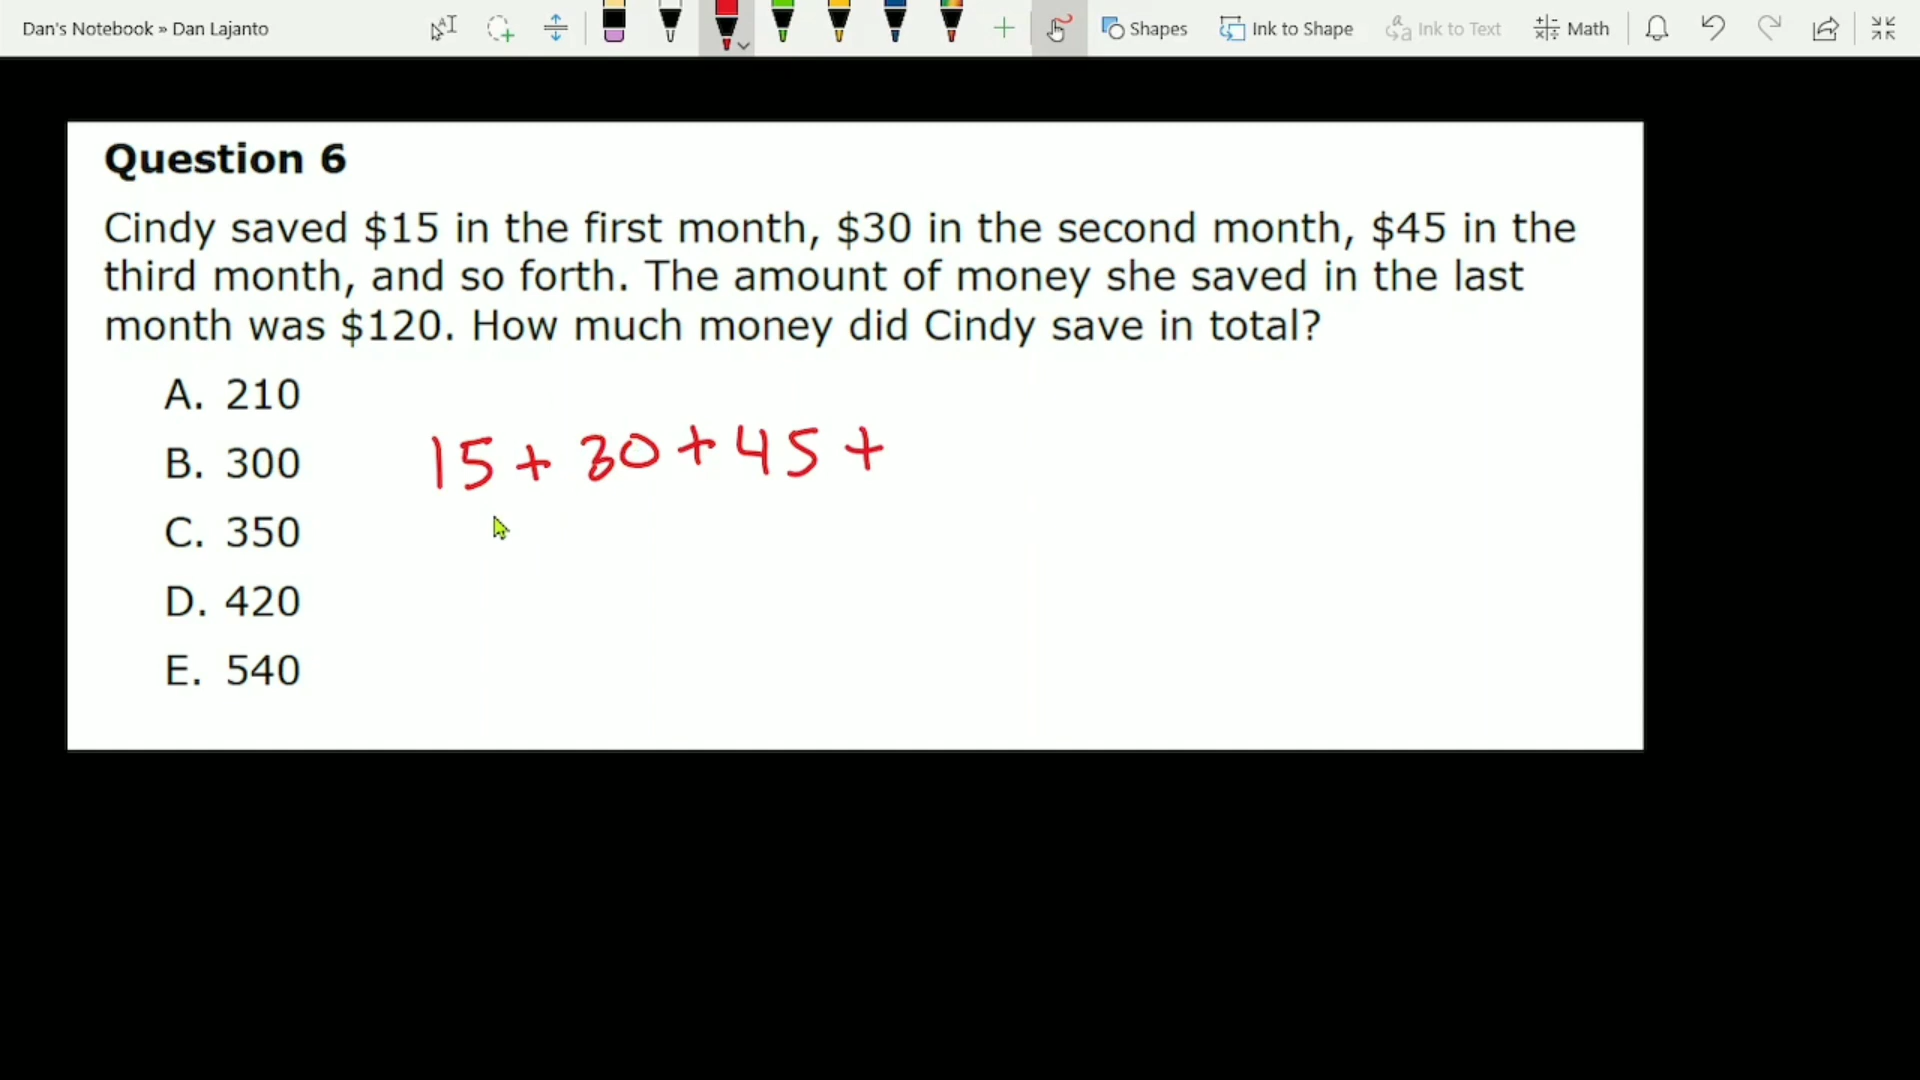 Dan's Notebook » Dan Lajanto
Shapes
Ink to Shape
Ink to Text
Math
Question 6
Cindy saved $15 in the first month, $30 in the second month, $45 in the
third month, and so forth. The amount of money she saved in the last
month was $120. How much money did Cindy save in total?
A. 210
B. 300
C. 350
D. 420
E. 540
15 + 30 + 45 +